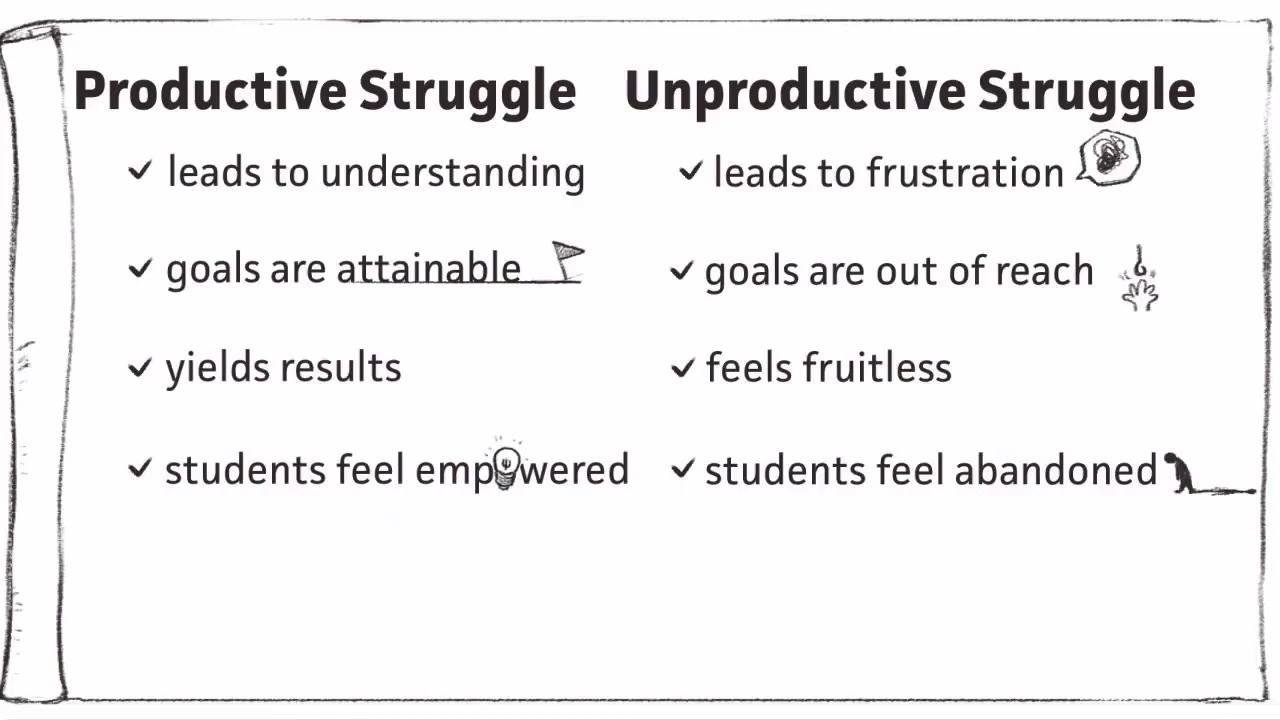 Productive Struggle
leads to understanding
goals are attainable
yields results
students feel empowered
Unproductive Struggle
leads to frustration
goals are out of reach
feels fruitless
students feel abandoned